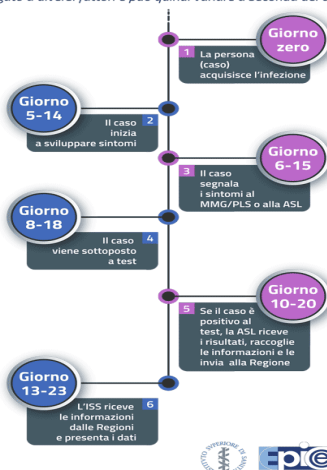 Giorno
zero
1 La persona
(caso)
acquisisce l'infezione
Giorno
5-14
2 Il caso
inizia
a sviluppare sintomi
Giorno
6-15
3 Il caso
segnala
i sintomi al
MMG/PLS o alla ASL
Giorno
8-18
4 Il caso
viene sottoposto
a test
Giorno
10-20
5 Se il caso è
positivo al
test, la ASL riceve
i risultati, raccoglie
le informazioni e le
invia alla Regione
Giorno
13-23
6 L'ISS riceve
le informazioni
dalle Regioni
e presenta i dati